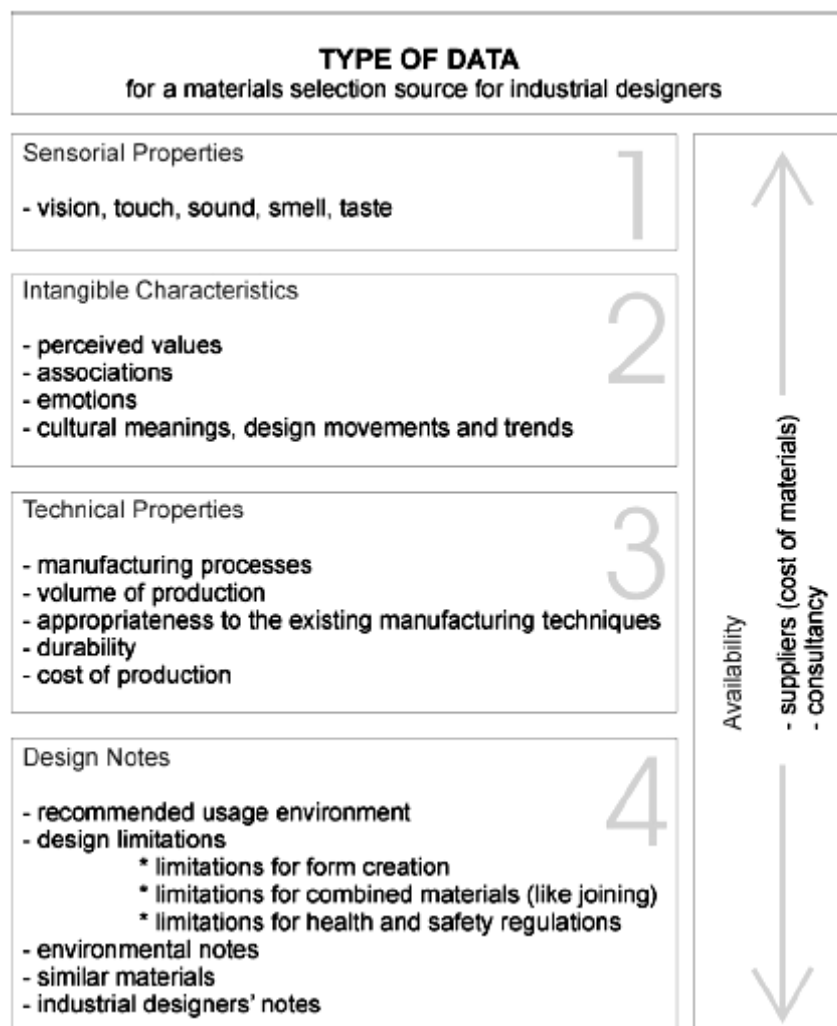 TYPE OF DATA
for a materials selection source for industrial designers
Sensorial Properties
1
- vision, touch, sound, smell, taste
Intangible Characteristics
2
- perceived values
- associations
- emotions
- cultural meanings, design movements and trends
Technical Properties
3
- manufacturing processes
- volume of production
- appropriateness to the existing manufacturing techniques
- durability
- cost of production
Design Notes
4
- recommended usage environment
- design limitations
* limitations for form creation
* limitations for combined materials (like joining)
* limitations for health and safety regulations
- environmental notes
- similar materials
- industrial designers' notes
Availability
- suppliers (cost of materials)
- consultancy